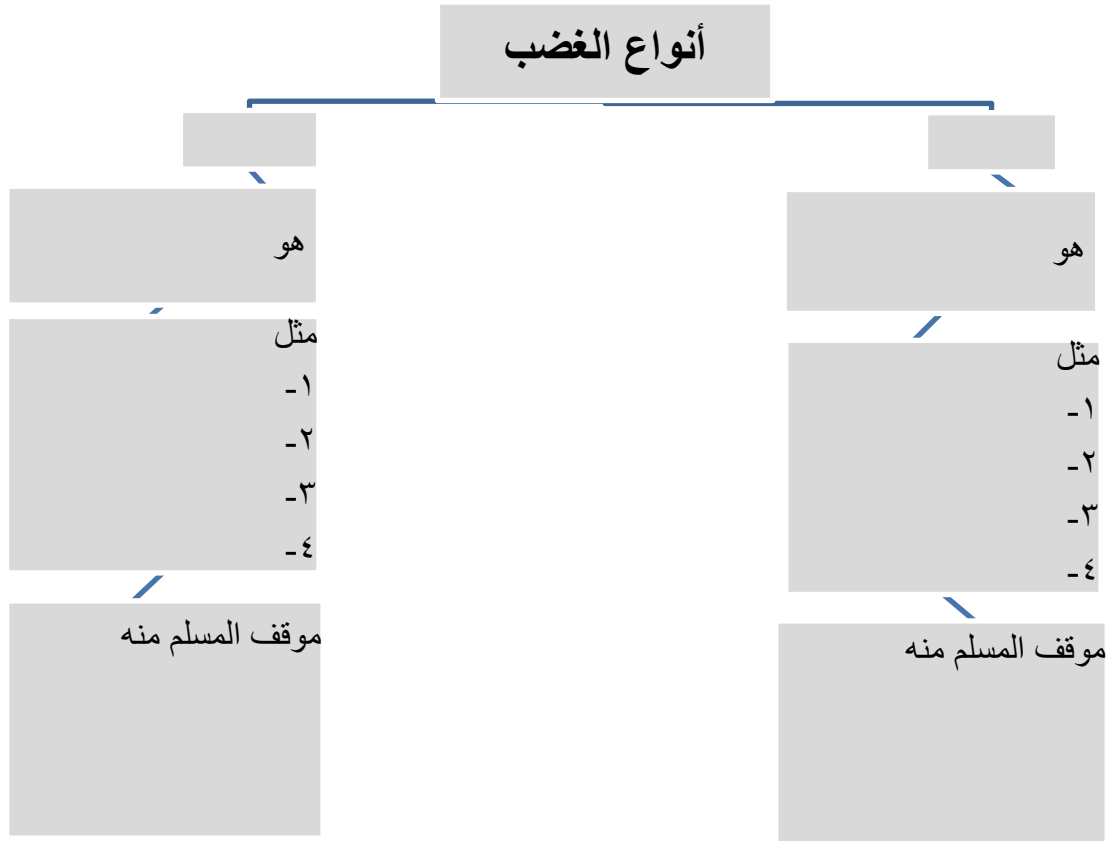 أنواع الغضب
هو
مثل
١-
٢-
٣-
٤-
موقف المسلم منه
هو
مثل
١-
٢-
٣-
٤-
موقف المسلم منه